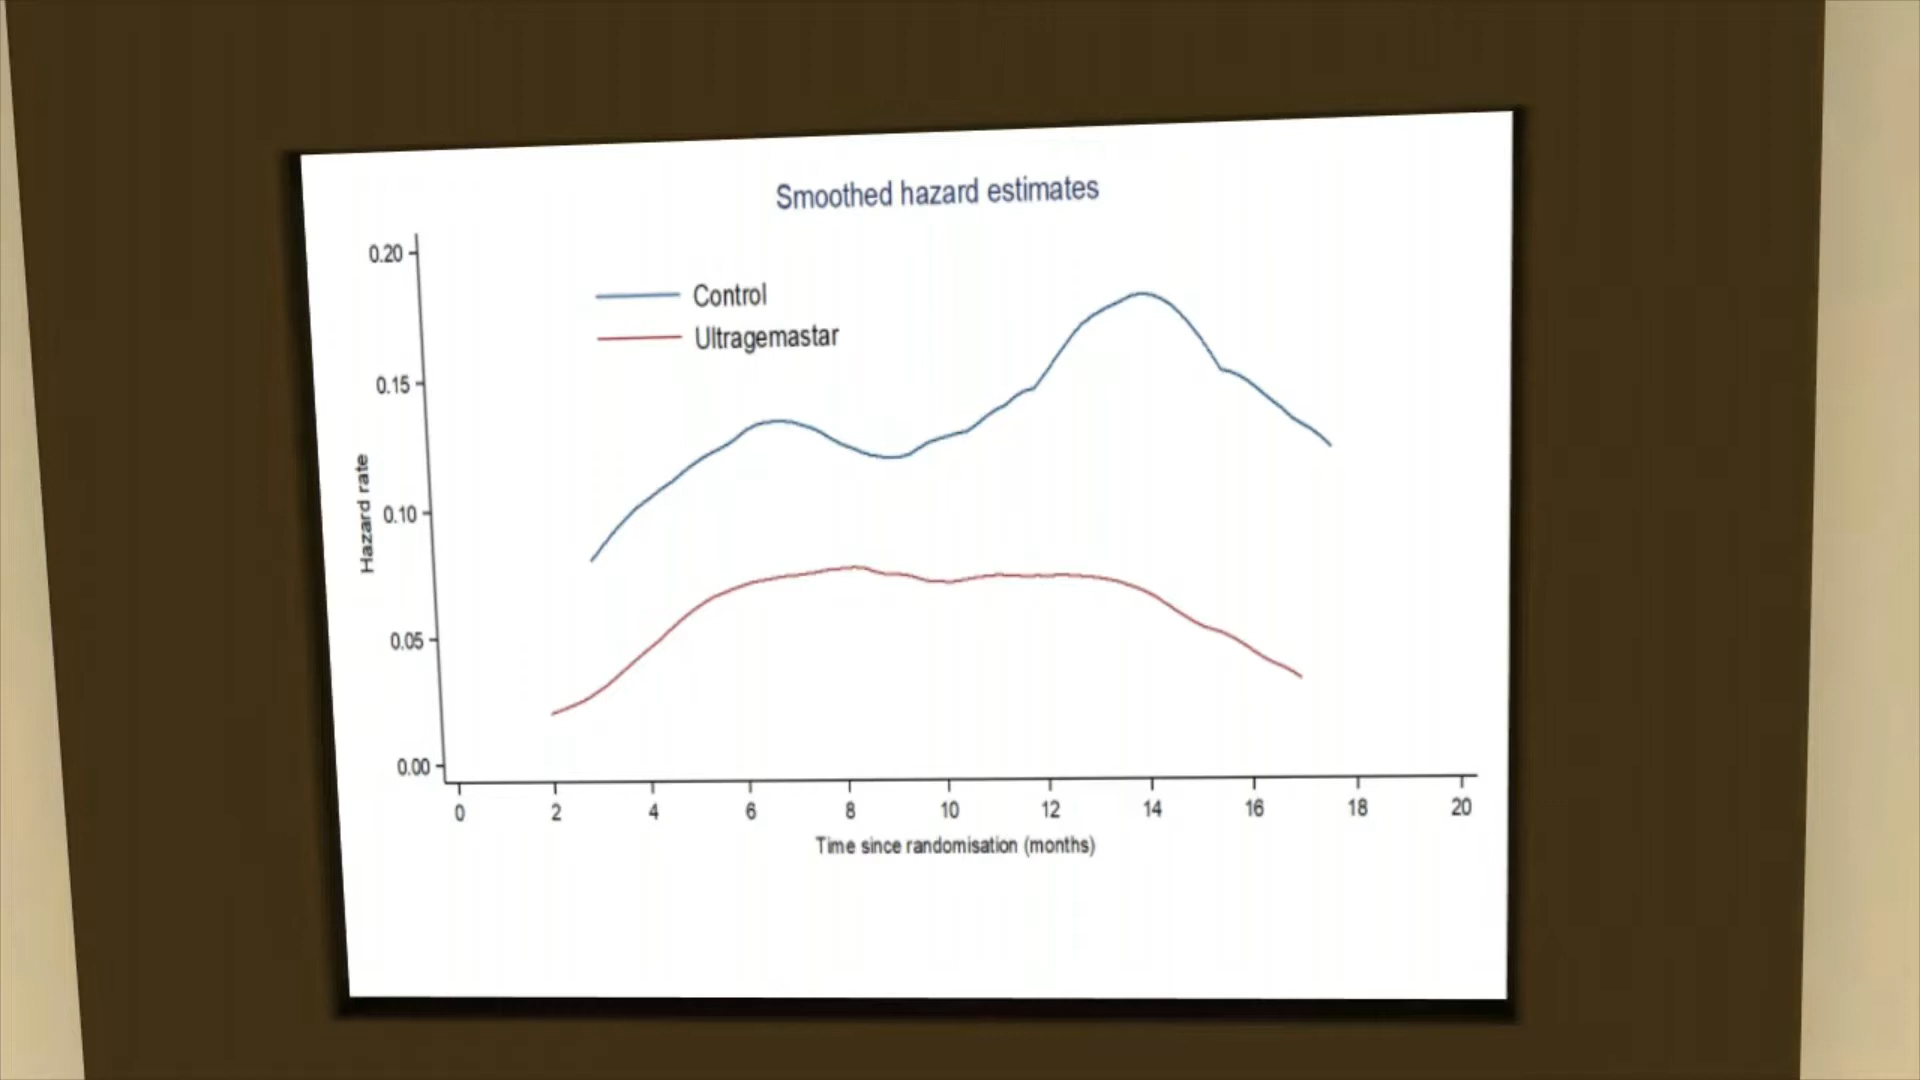 Smoothed hazard estimates
Control
Ultragemastar
Hazard rate
0.20
0.15
0.10
0.05
0.00
0 2 4 6 8 10 12 14 16 18 20
Time since randomisation (months)